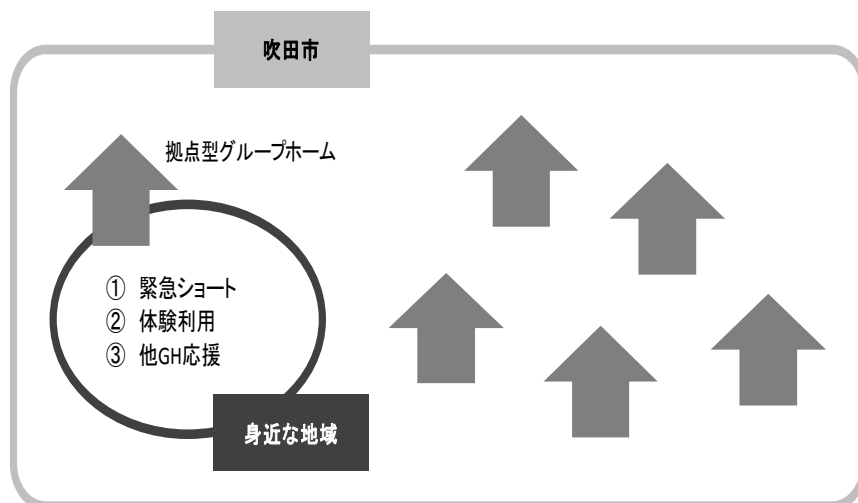 吹田市
拠点型グループホーム
① 緊急ショート
② 体験利用
③ 他GH応援
身近な地域